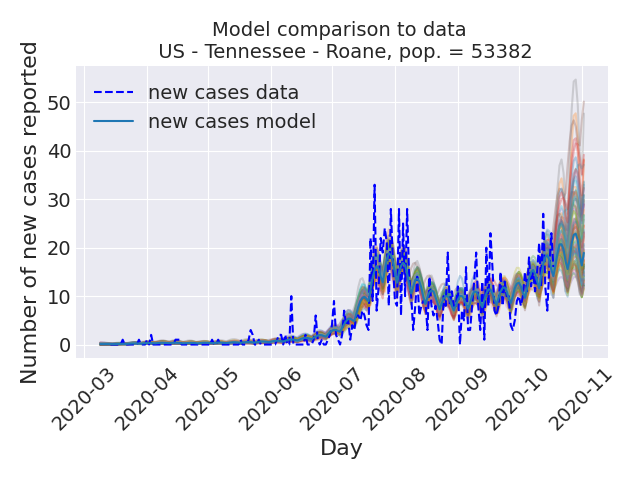 Model comparison to data
US - Tennessee - Roane, pop. = 53382
new cases data
new cases model
Number of new cases reported
50
40
30
20
10
0
2020-03
2020-04
2020-05
2020-06
2020-07
2020-08
2020-09
2020-10
2020-11
Day